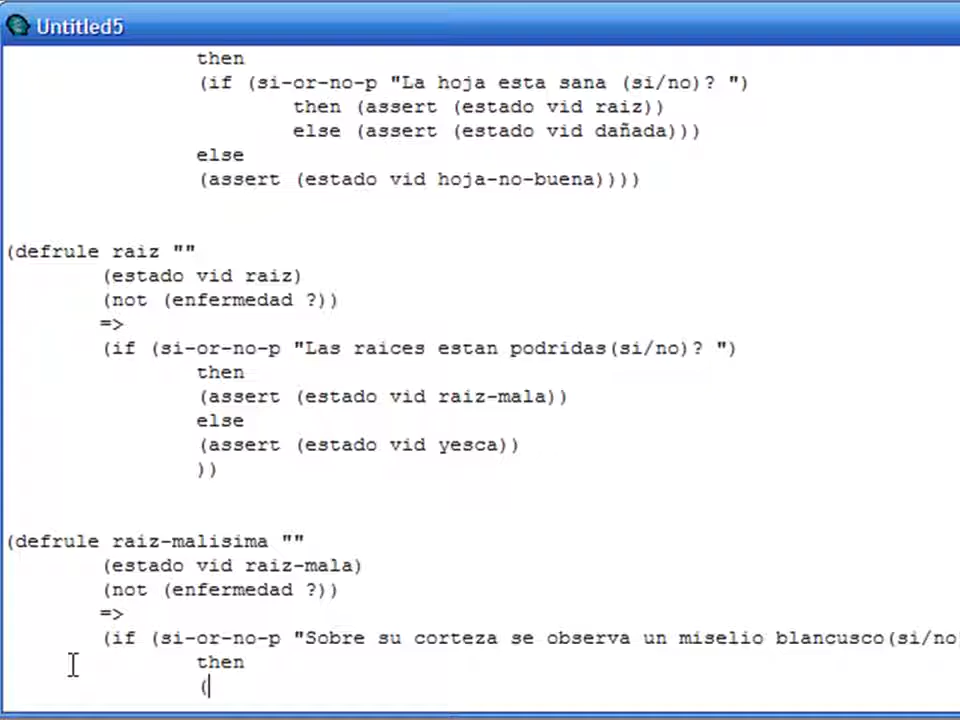 Untitled5
then
(if (si-or-no-p "La hoja esta sana (si/no)? ")
then (assert (estado vid raiz))
else (assert (estado vid dañada)))
else
(assert (estado vid hoja-no-buena))))
(defrule raiz ""
(estado vid raiz)
(not (enfermedad ?))
=>
(if (si-or-no-p "Las raices estan podridas(si/no)? ")
then
(assert (estado vid raiz-mala))
else
(assert (estado vid yesca))
))
(defrule raiz-malisima ""
(estado vid raiz-mala)
(not (enfermedad ?))
=>
(if (si-or-no-p "Sobre su corteza se observa un miselio blancusco(si/no
then
(